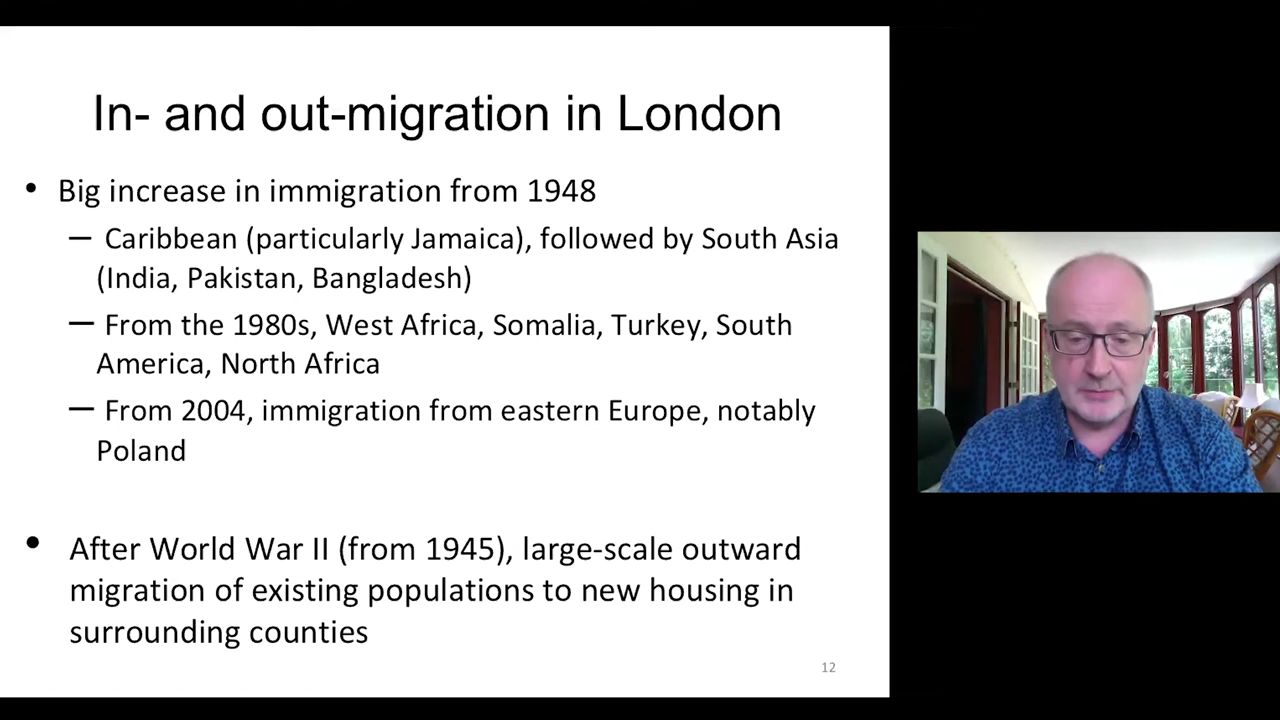 In- and out-migration in London
• Big increase in immigration from 1948
– Caribbean (particularly Jamaica), followed by South Asia
(India, Pakistan, Bangladesh)
– From the 1980s, West Africa, Somalia, Turkey, South
America, North Africa
– From 2004, immigration from eastern Europe, notably
Poland
• After World War II (from 1945), large-scale outward
migration of existing populations to new housing in
surrounding counties
12